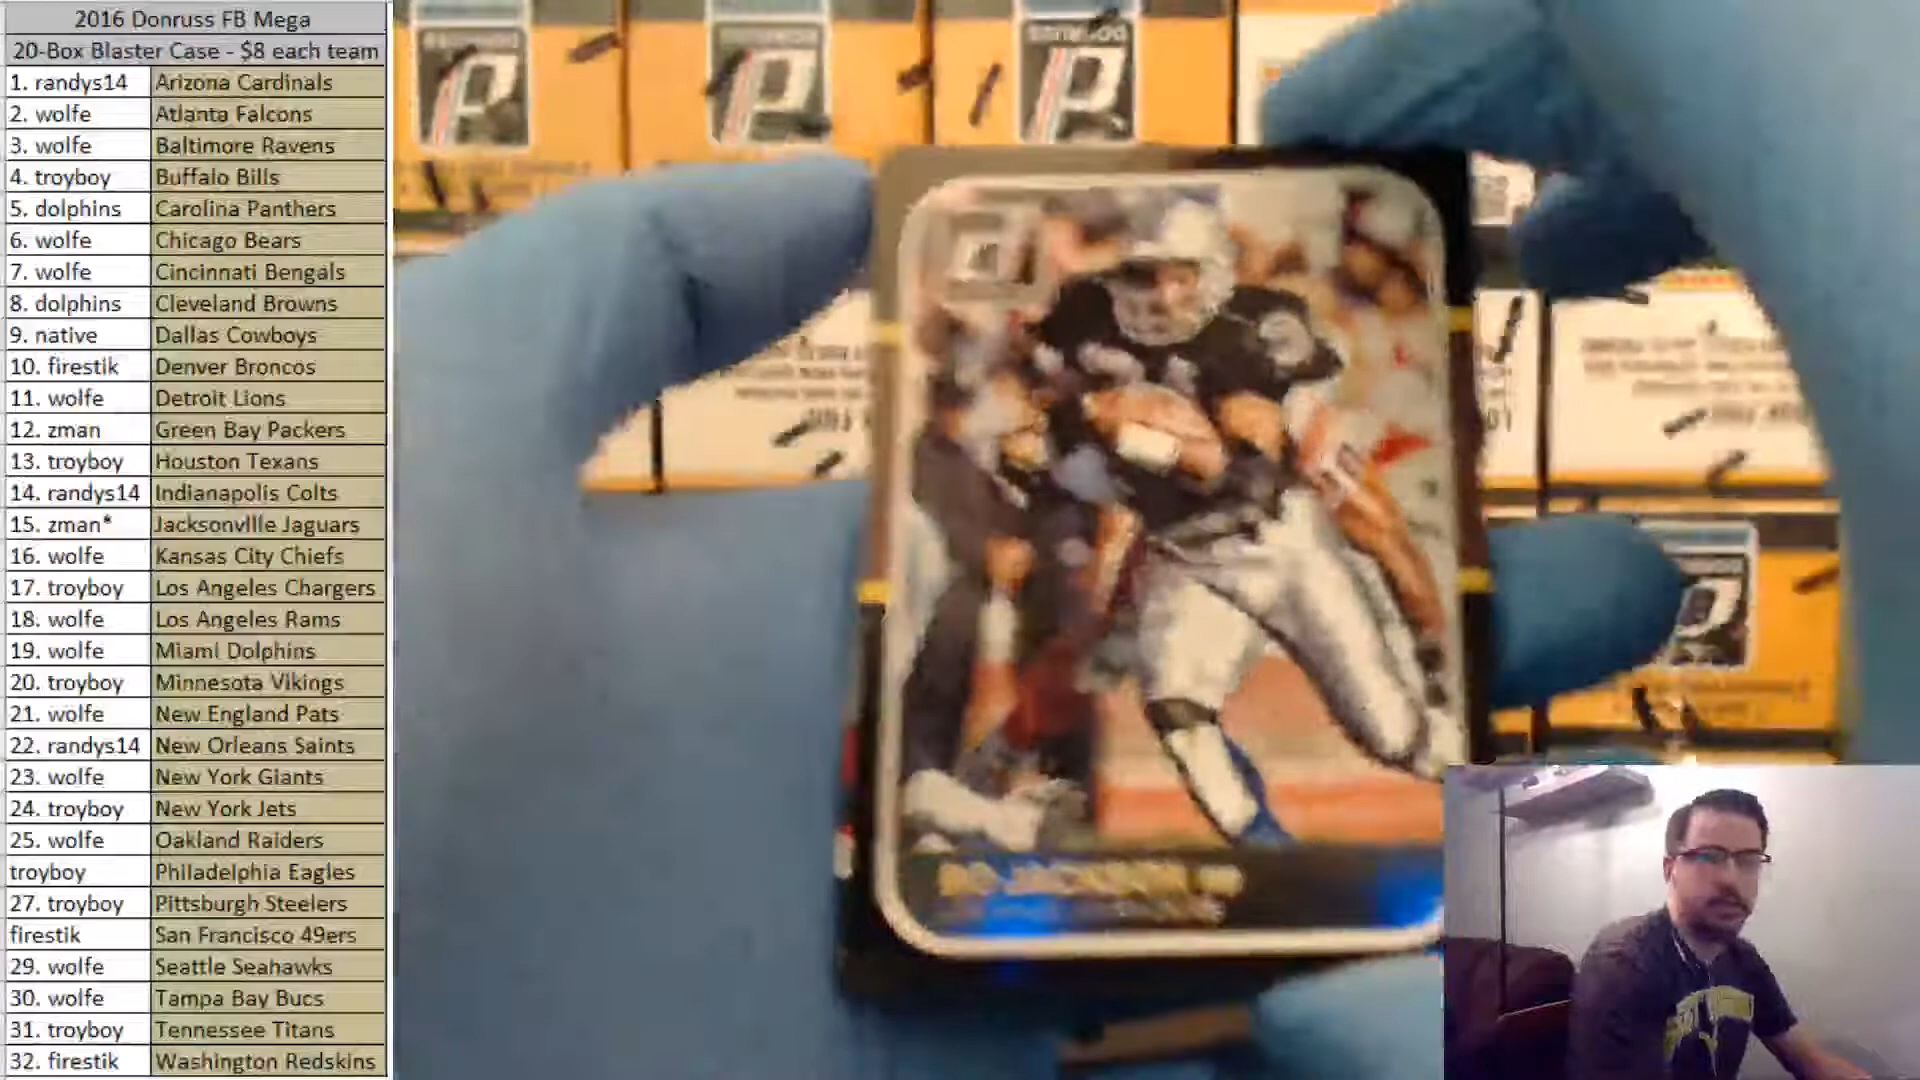 2016 Donruss FB Mega
20-Box Blaster Case - $8 each team
1. randys14 Arizona Cardinals
2. wolfe Atlanta Falcons
3. wolfe Baltimore Ravens
4. troyboy Buffalo Bills
5. dolphins Carolina Panthers
6. wolfe Chicago Bears
7. wolfe Cincinnati Bengals
8. dolphins Cleveland Browns
9. native Dallas Cowboys
10. firestik Denver Broncos
11. wolfe Detroit Lions
12. zman Green Bay Packers
13. troyboy Houston Texans
14. randys14 Indianapolis Colts
15. zman* Jacksonville Jaguars
16. wolfe Kansas City Chiefs
17. troyboy Los Angeles Chargers
18. wolfe Los Angeles Rams
19. wolfe Miami Dolphins
20. troyboy Minnesota Vikings
21. wolfe New England Pats
22. randys14 New Orleans Saints
23. wolfe New York Giants
24. troyboy New York Jets
25. wolfe Oakland Raiders
troyboy Philadelphia Eagles
27. troyboy Pittsburgh Steelers
firestik San Francisco 49ers
29. wolfe Seattle Seahawks
30. wolfe Tampa Bay Bucs
31. troyboy Tennessee Titans
32. firestik Washington Redskins
DONRUSS
BO JACKSON